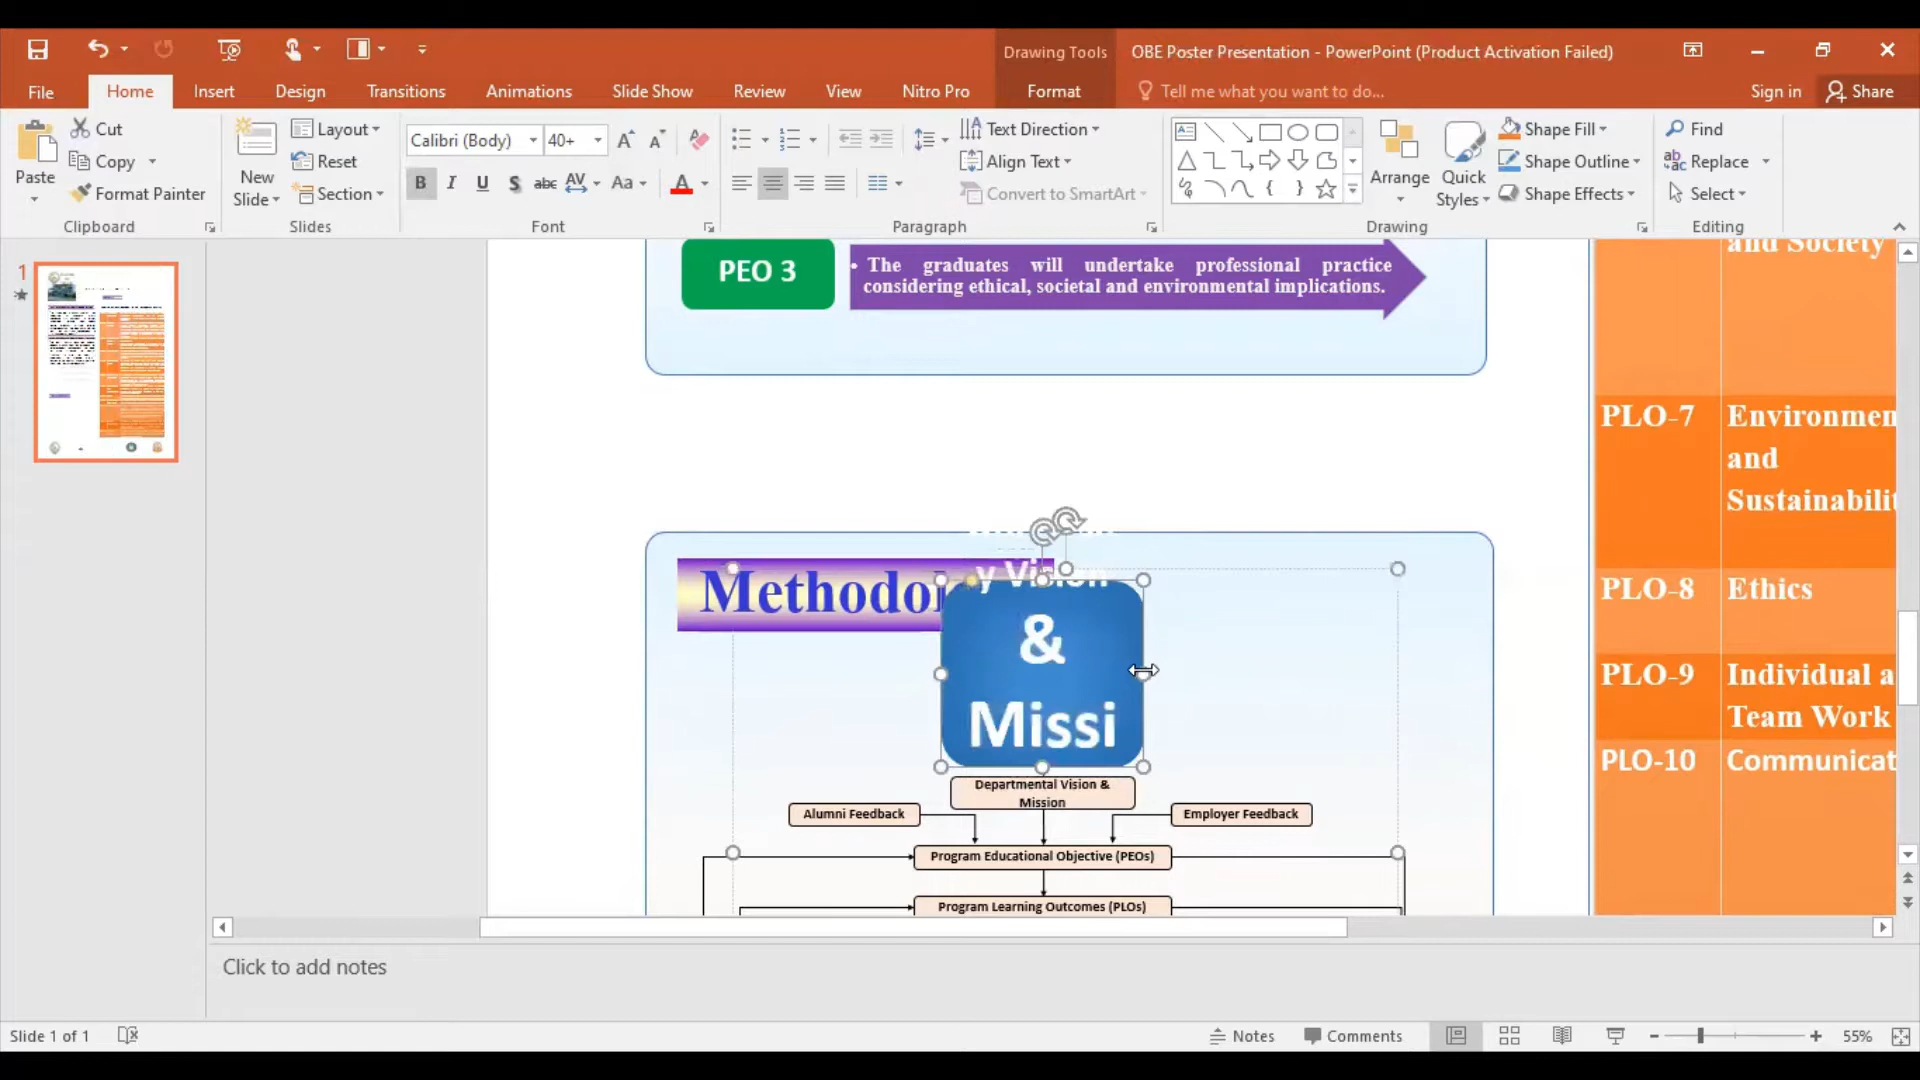 Drawing Tools
OBE Poster Presentation - PowerPoint (Product Activation Failed)
File
Home
Insert
Design
Transitions
Animations
Slide Show
Review
View
Nitro Pro
Format
Tell me what you want to do...
Sign in
Share
Paste
Cut
Copy
Format Painter
Clipboard
New Slide
Layout
Reset
Section
Slides
Calibri (Body)
40+
Font
Text Direction
Align Text
Convert to SmartArt
Paragraph
Arrange
Quick Styles
Shape Fill
Shape Outline
Shape Effects
Drawing
Find
Replace
Select
Editing
1
PEO 3
• The graduates will undertake professional practice
considering ethical, societal and environmental implications.
and Society
PLO-7
Environmen
and
Sustainabilit
PLO-8
Ethics
PLO-9
Individual a
Team Work
PLO-10
Communicat
y Vision
&
Missi
Departmental Vision &
Mission
Alumni Feedback
Employer Feedback
Program Educational Objective (PEOs)
Program Learning Outcomes (PLOs)
Click to add notes
Slide 1 of 1
Notes
Comments
55%